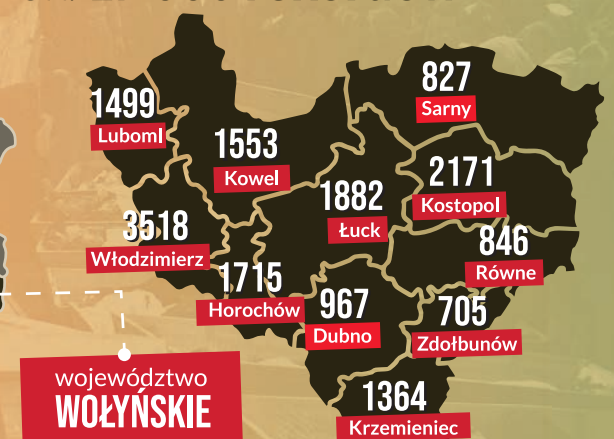 1499
Luboml
827
Sarny
1553
Kowel
2171
Kostopol
1882
Łuck
3518
Włodzimierz
846
Równe
1715
Horochów
967
Dubno
705
Zdołbunów
1364
Krzemieniec
województwo
WOŁYŃSKIE